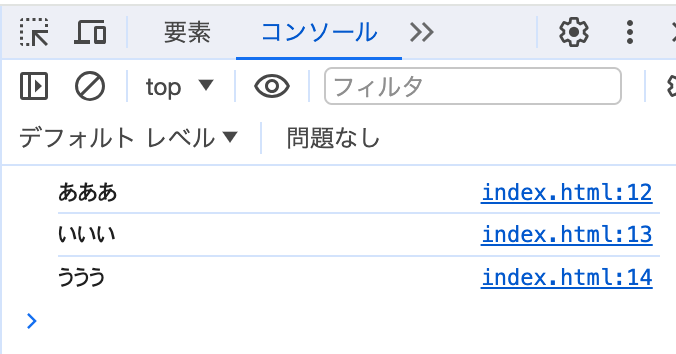 要素 コンソール
top フィルタ
デフォルト レベル 問題なし
あああ index.html:12
いいい index.html:13
ううう index.html:14